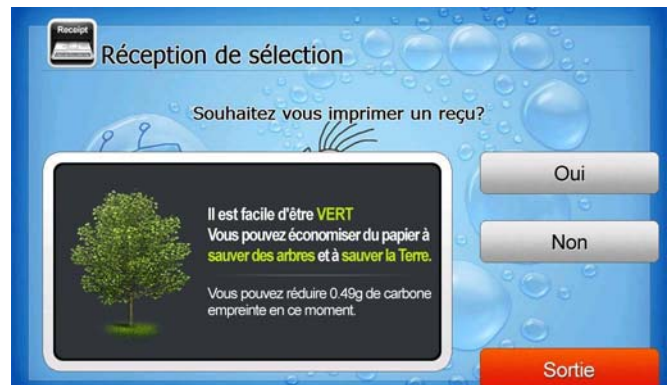 Receipt
Réception de sélection
Souhaitez vous imprimer un reçu?
Il est facile d'être VERT
Vous pouvez économiser du papier à
sauver des arbres et à sauver la Terre.
Vous pouvez réduire 0.49g de carbone
empreinte en ce moment.
Oui
Non
Sortie